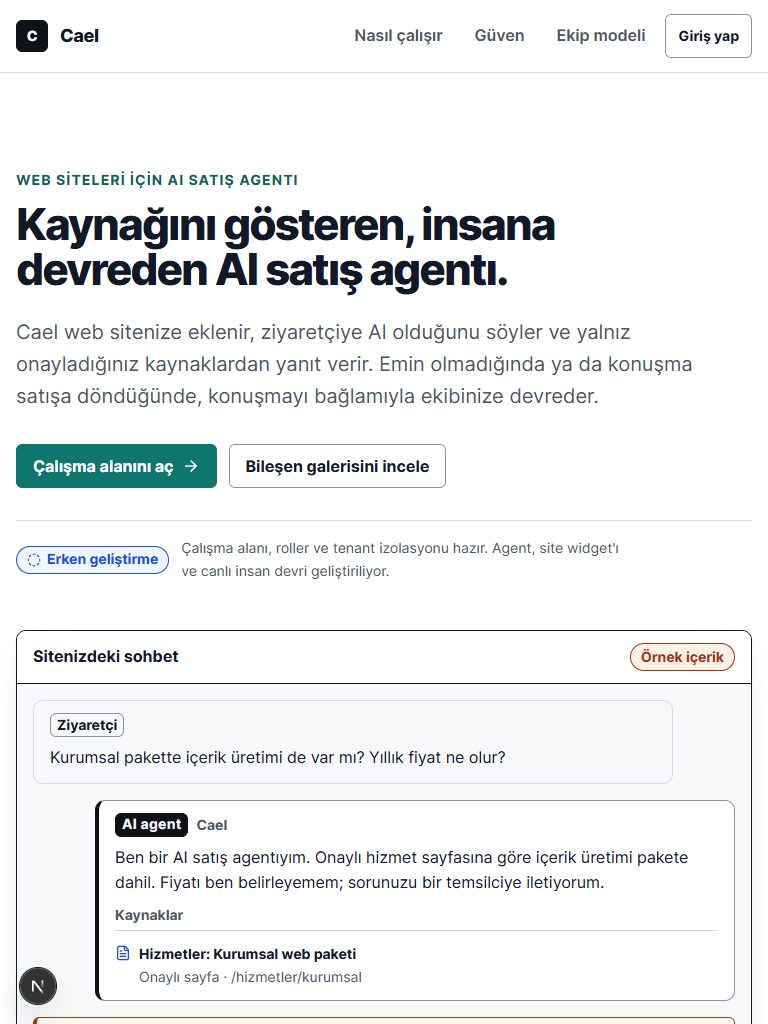 C Cael Nasıl çalışır Güven Ekip modeli Giriş yap
WEB SİTELERİ İÇİN AI SATIŞ AGENTI
Kaynağını gösteren, insana
devreden AI satış agentı.
Cael web sitenize eklenir, ziyaretçiye AI olduğunu söyler ve yalnız
onayladığınız kaynaklardan yanıt verir. Emin olmadığında ya da konuşma
satışa döndüğünde, konuşmayı bağlamıyla ekibinize devreder.
Çalışma alanını aç → Bileşen galerisini incele
Erken geliştirme
Çalışma alanı, roller ve tenant izolasyonu hazır. Agent, site widget'ı
ve canlı insan devri geliştiriliyor.
Sitenizdeki sohbet Örnek içerik
Ziyaretçi
Kurumsal pakette içerik üretimi de var mı? Yıllık fiyat ne olur?
AI agent Cael
Ben bir AI satış agentıyım. Onaylı hizmet sayfasına göre içerik üretimi pakete
dahil. Fiyatı ben belirleyemem; sorunuzu bir temsilciye iletiyorum.
Kaynaklar
Hizmetler: Kurumsal web paketi
Onaylı sayfa · /hizmetler/kurumsal
N